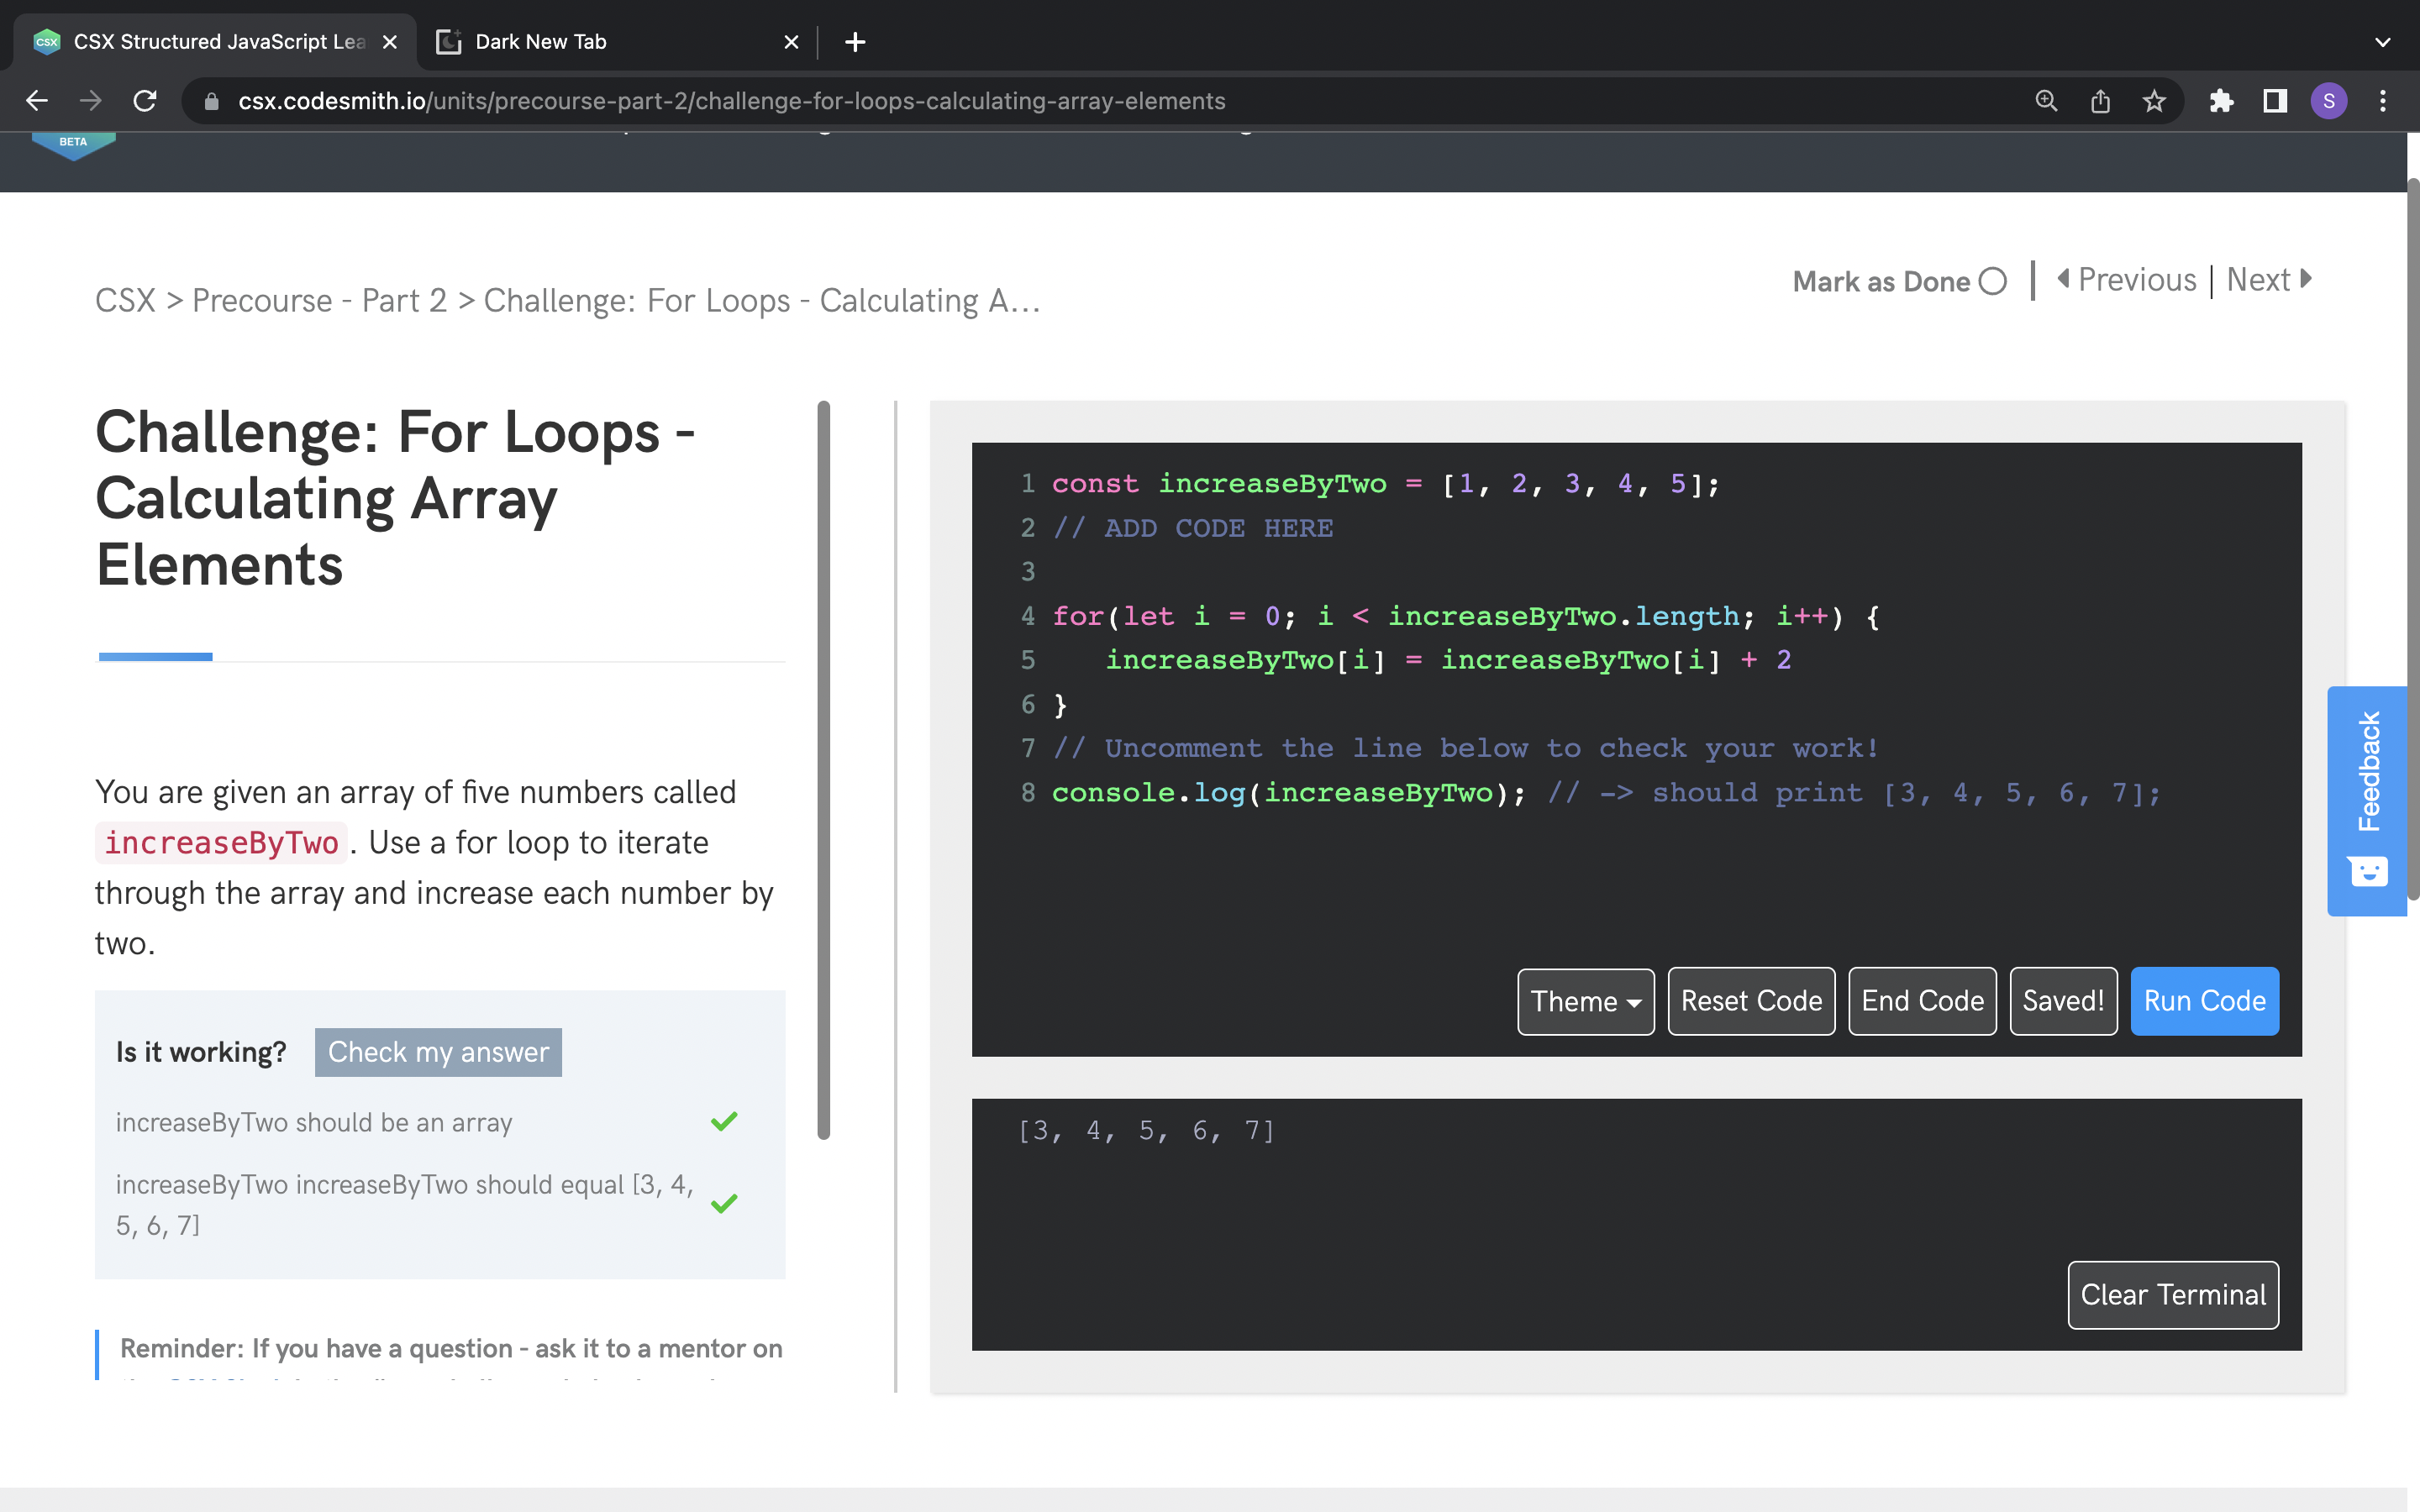 CSX Structured JavaScript Lea
Dark New Tab
csx.codesmith.io/units/precourse-part-2/challenge-for-loops-calculating-array-elements
S
BETA
CSX > Precourse - Part 2 > Challenge: For Loops - Calculating A...
Mark as Done
Previous | Next
Challenge: For Loops -
Calculating Array
Elements
You are given an array of five numbers called
increaseByTwo. Use a for loop to iterate
through the array and increase each number by
two.
Is it working? Check my answer
increaseByTwo should be an array
increaseByTwo increaseByTwo should equal [3, 4,
5, 6, 7]
Reminder: If you have a question - ask it to a mentor on
1 const increaseByTwo = [1, 2, 3, 4, 5];
2 // ADD CODE HERE
3
4 for(let i = 0; i < increaseByTwo.length; i++) {
5    increaseByTwo[i] = increaseByTwo[i] + 2
6 }
7 // Uncomment the line below to check your work!
8 console.log(increaseByTwo); // -> should print [3, 4, 5, 6, 7];
Theme Reset Code End Code Saved! Run Code
[3, 4, 5, 6, 7]
Clear Terminal
Feedback